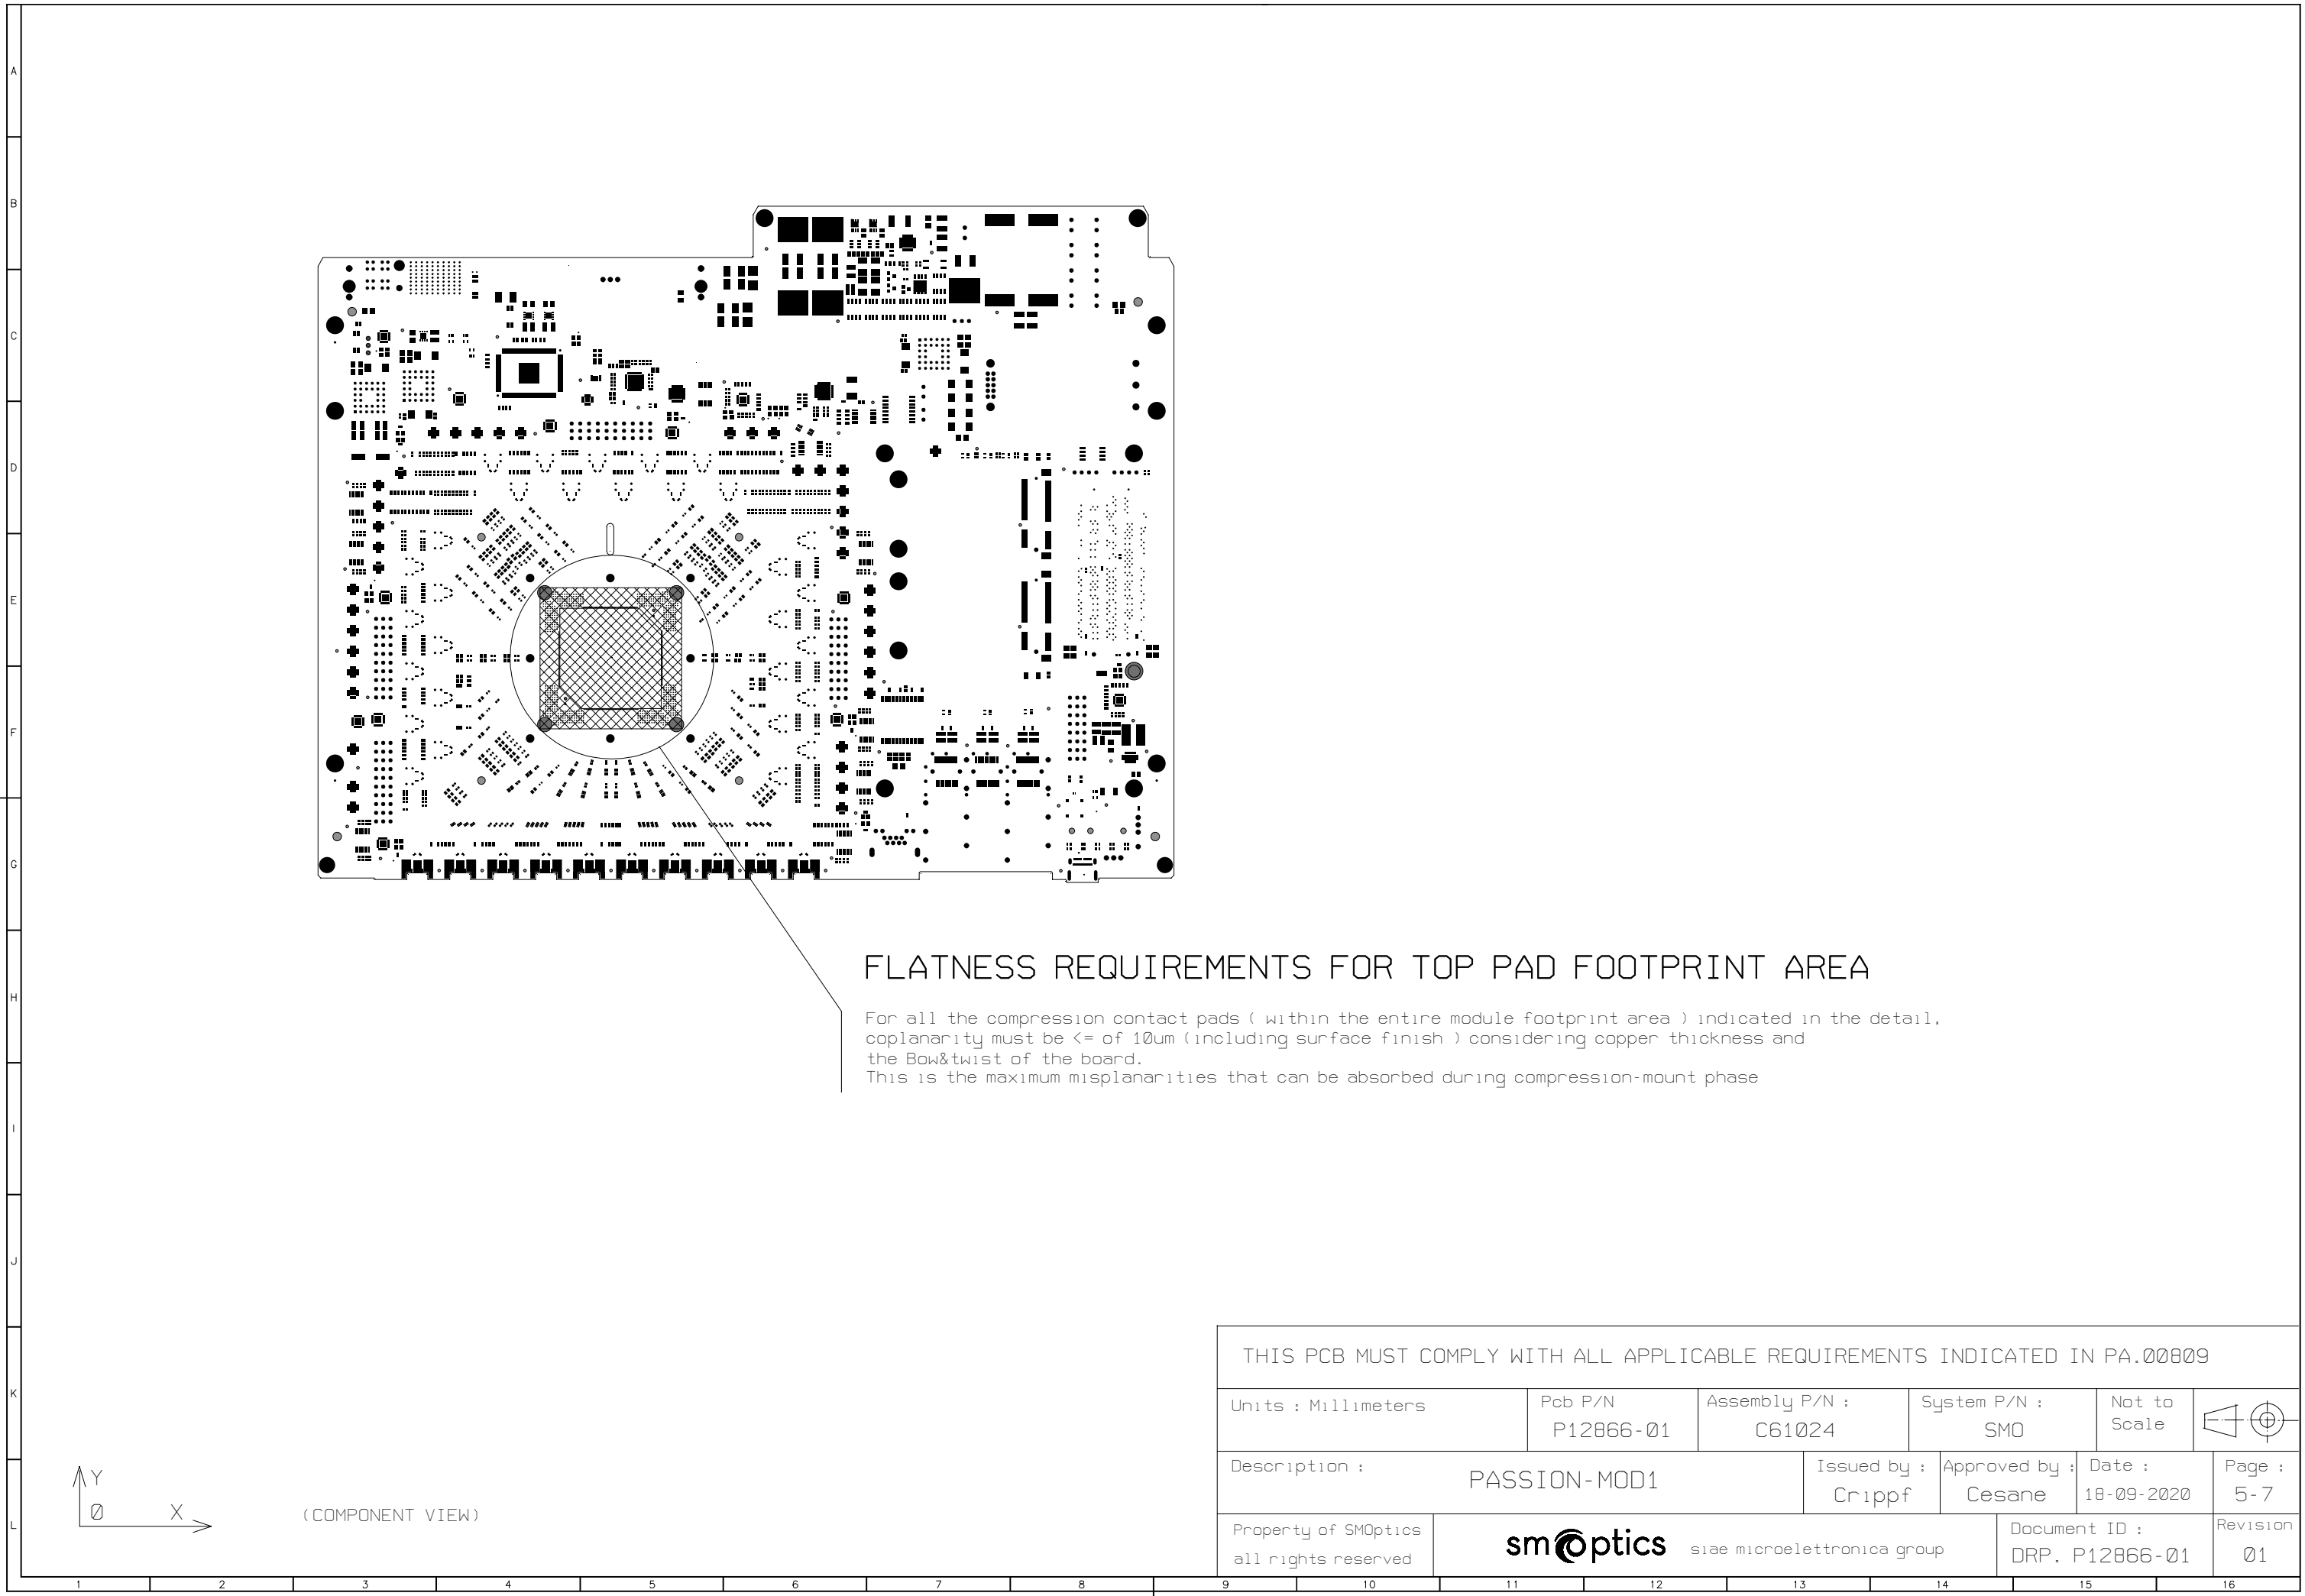 A
B
C
D
E
F
G
H
I
J
K
L
FLATNESS REQUIREMENTS FOR TOP PAD FOOTPRINT AREA
For all the compression contact pads ( within the entire module footprint area ) indicated in the detail,
coplanarity must be <= of 10um (including surface finish ) considering copper thickness and
the Bow&twist of the board.
This is the maximum misplanarities that can be absorbed during compression-mount phase
THIS PCB MUST COMPLY WITH ALL APPLICABLE REQUIREMENTS INDICATED IN PA.00809
Units : Millimeters
Pcb P/N
P12866-01
Assembly P/N :
C61024
System P/N :
SMO
Not to
Scale
Description :
PASSION-MOD1
Issued by :
Crippf
Approved by :
Cesane
Date :
18-09-2020
Page :
5-7
Property of SMOptics
all rights reserved
smoptics
siae microelettronica group
Document ID :
DRP. P12866-01
Revision
01
Y
0 X
(COMPONENT VIEW)
1 2 3 4 5 6 7 8 9 10 11 12 13 14 15 16